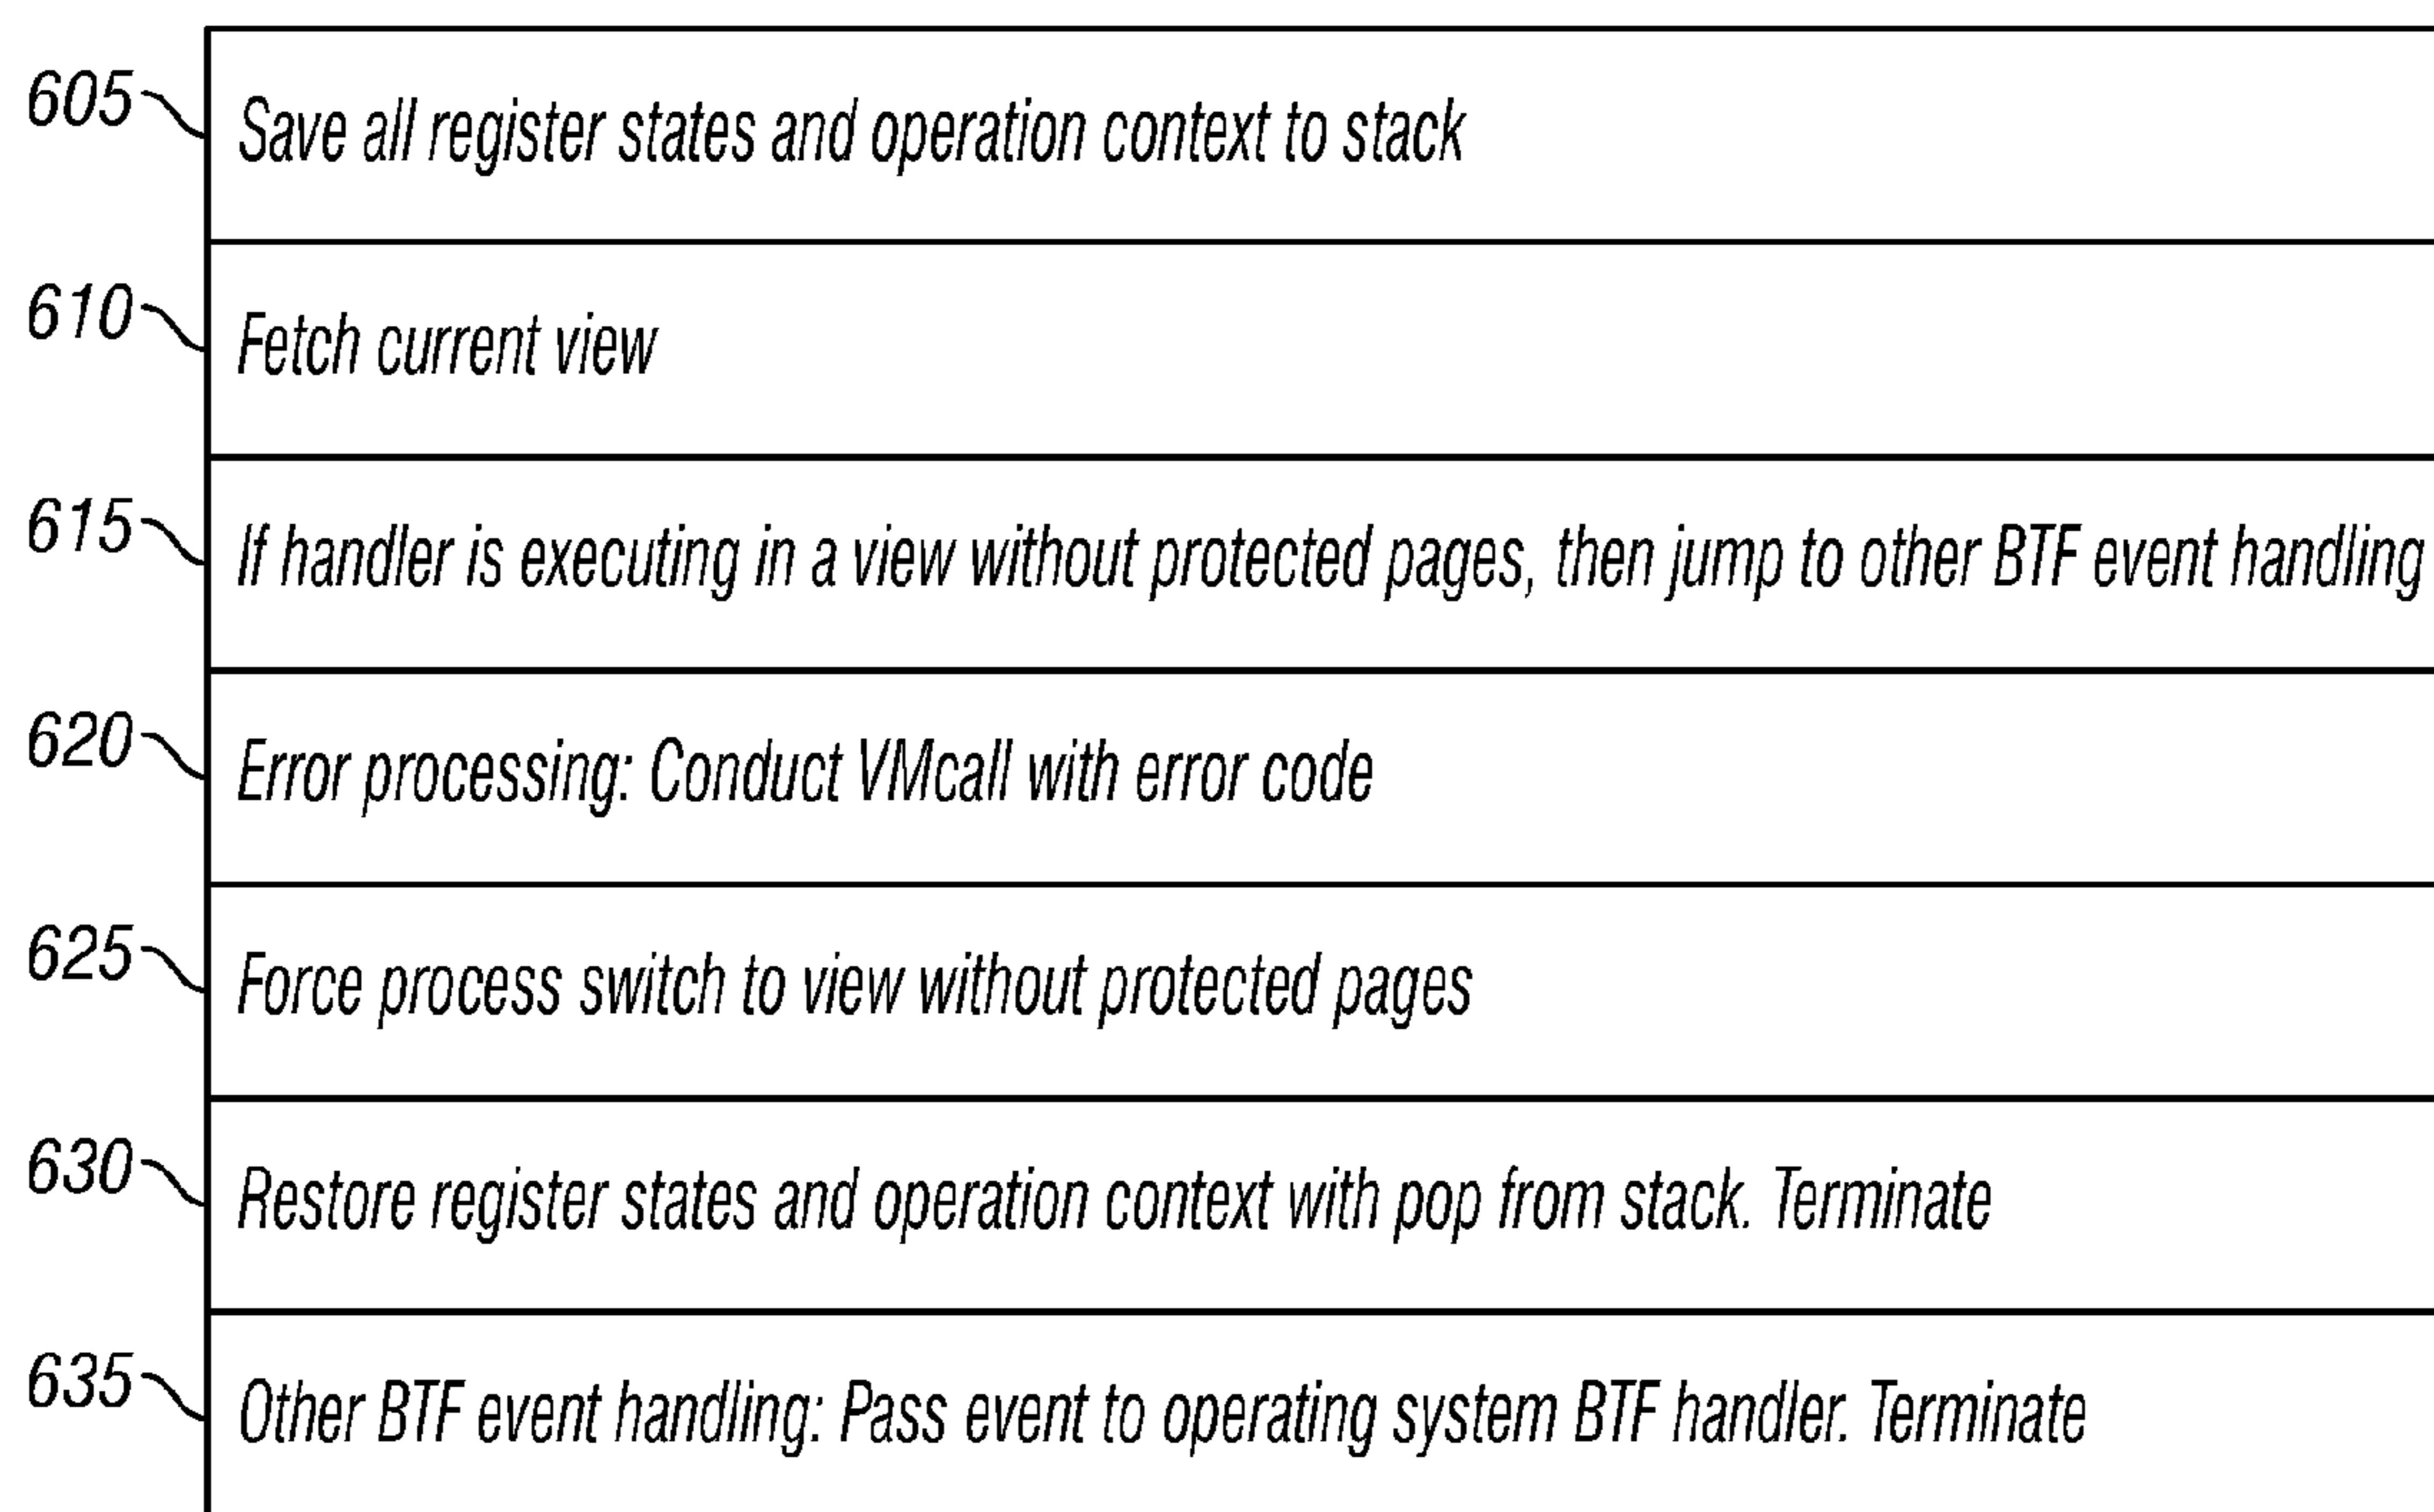 605 Save all register states and operation context to stack
610 Fetch current view
615 If handler is executing in a view without protected pages, then jump to other BTF event handling
620 Error processing: Conduct VMcall with error code
625 Force process switch to view without protected pages
630 Restore register states and operation context with pop from stack. Terminate
635 Other BTF event handling: Pass event to operating system BTF handler. Terminate